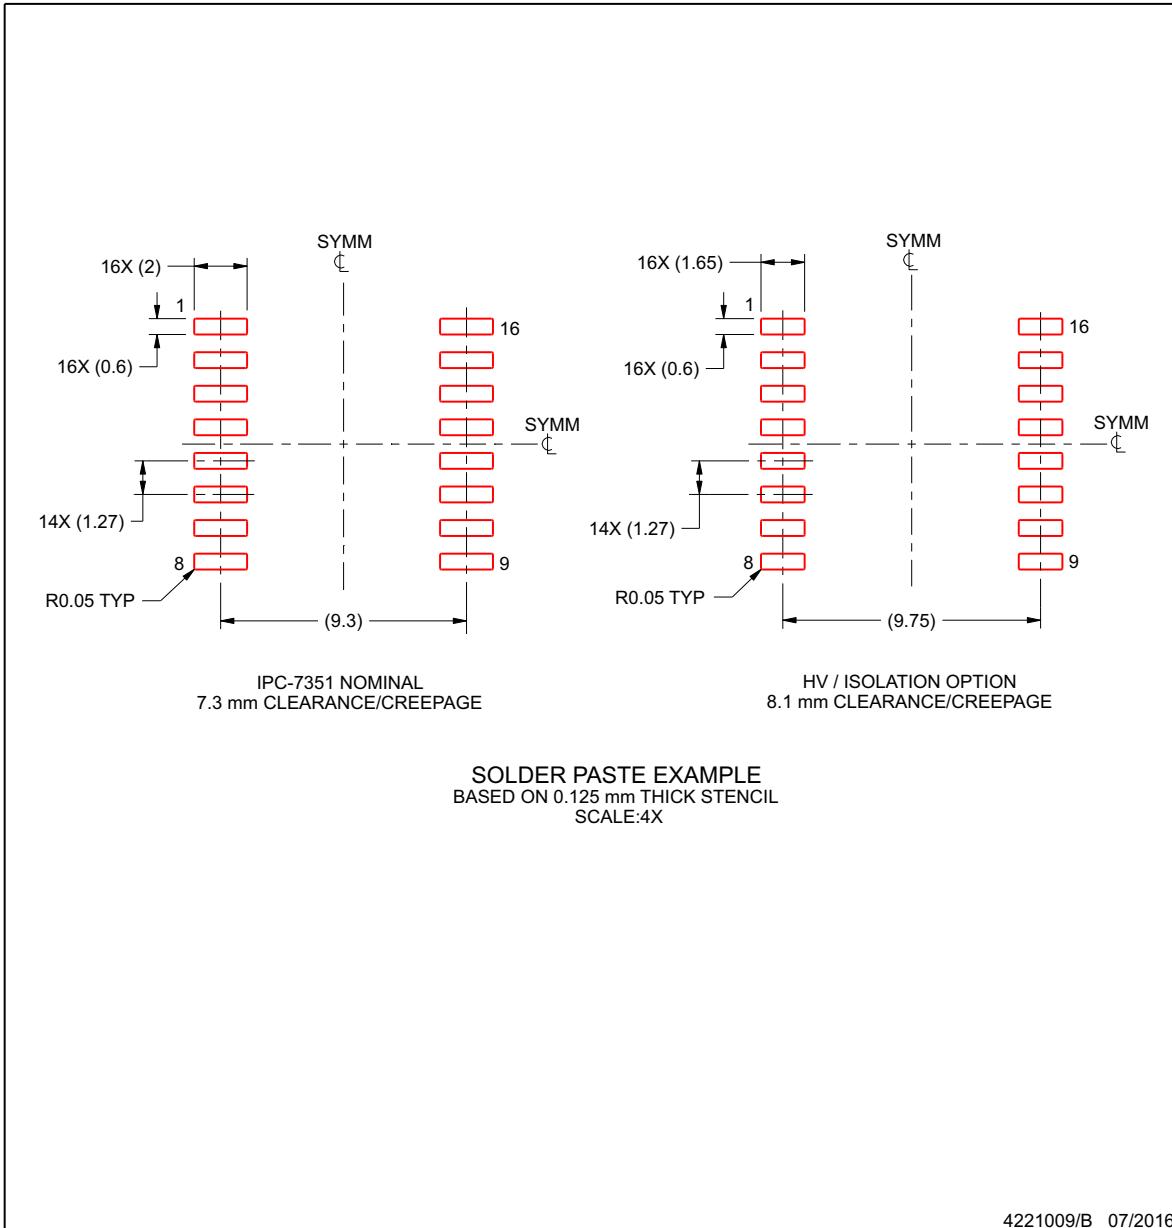 SYMM
16X (2)
1
16
16X (0.6)
SYMM
14X (1.27)
8
9
R0.05 TYP
(9.3)
IPC-7351 NOMINAL
7.3 mm CLEARANCE/CREEPAGE
SYMM
16X (1.65)
1
16
16X (0.6)
SYMM
14X (1.27)
8
9
R0.05 TYP
(9.75)
HV / ISOLATION OPTION
8.1 mm CLEARANCE/CREEPAGE
SOLDER PASTE EXAMPLE
BASED ON 0.125 mm THICK STENCIL
SCALE:4X
4221009/B 07/2016